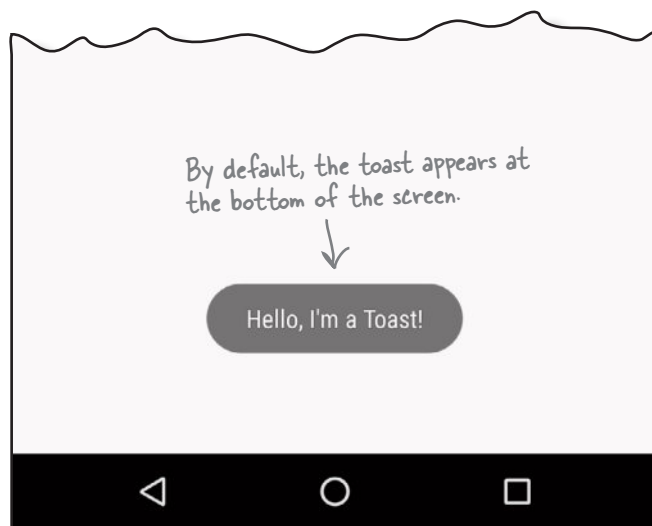 By default, the toast appears at
the bottom of the screen.
Hello, I'm a Toast!